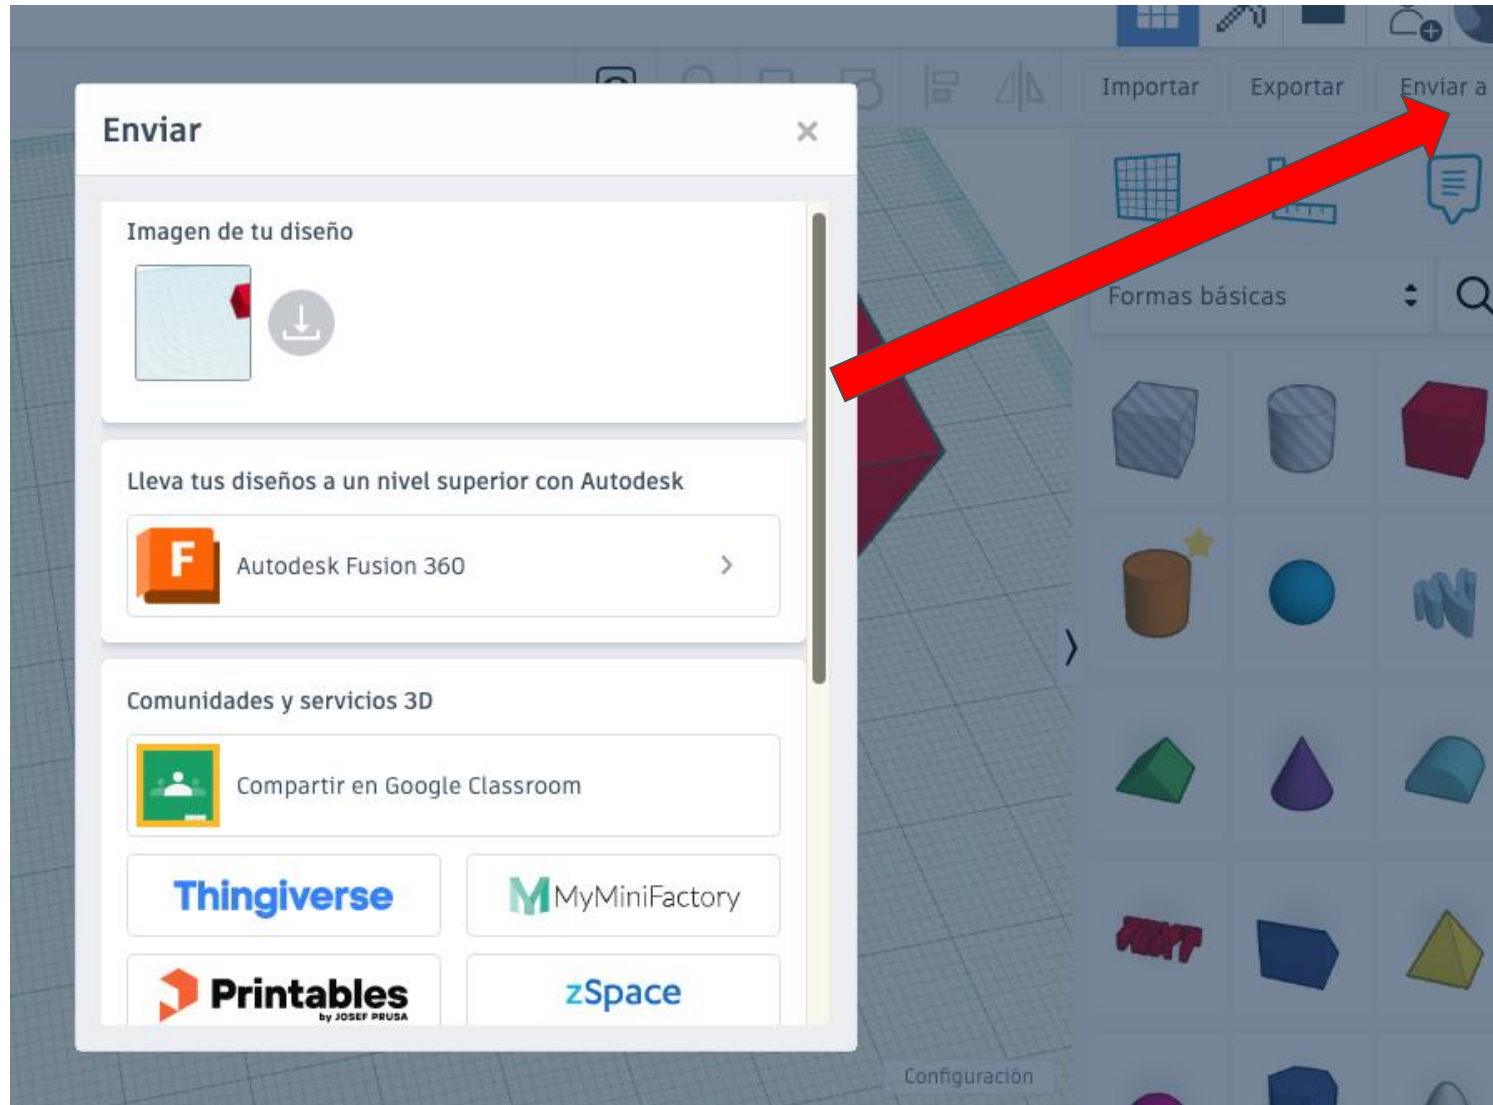 Importar
Exportar
Enviar a
Enviar
Imagen de tu diseño
Formas básicas
Lleva tus diseños a un nivel superior con Autodesk
F
Autodesk Fusion 360
Comunidades y servicios 3D
Compartir en Google Classroom
Thingiverse
MyMiniFactory
TEXT
Printables
by JOSEF PRUSA
zSpace
Configuración